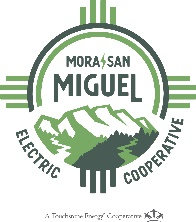 MORA SAN
MIGUEL
ELECTRIC COOPERATIVE
A Touchstone Energy® Cooperative